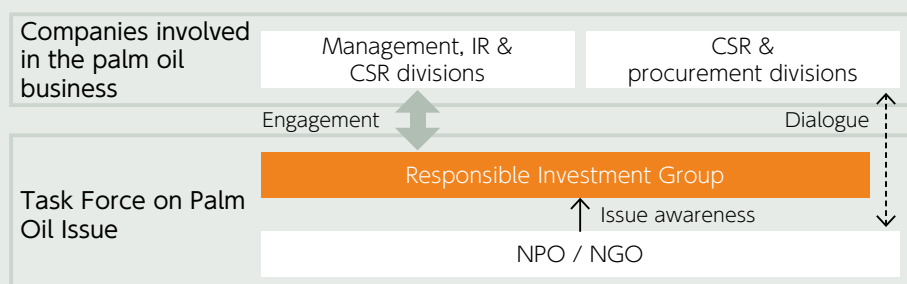 Companies involved
in the palm oil
business
Management, IR &
CSR divisions
CSR &
procurement divisions
Engagement
Dialogue
Task Force on Palm
Oil Issue
Responsible Investment Group
Issue awareness
NPO / NGO